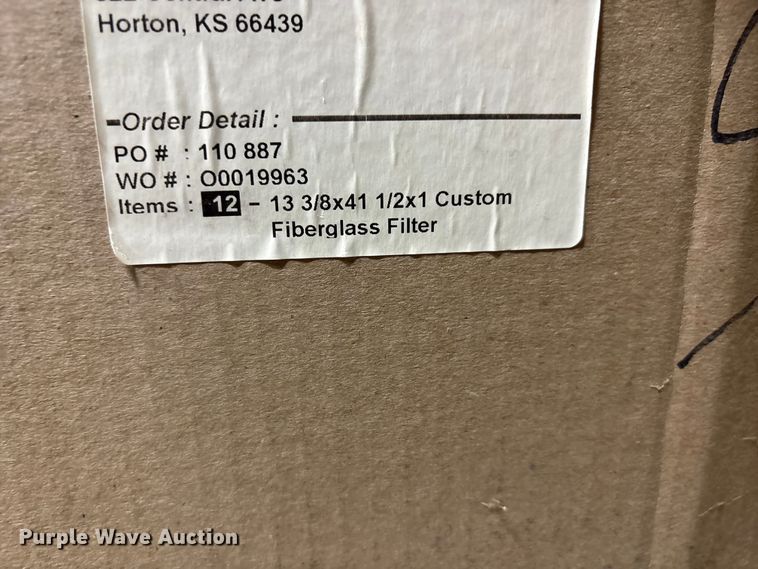 Horton, KS 66439
Order Detail :
PO # : 110 887
WO # : O0019963
Items : 12 - 13 3/8x41 1/2x1 Custom
Fiberglass Filter
Purple Wave Auction